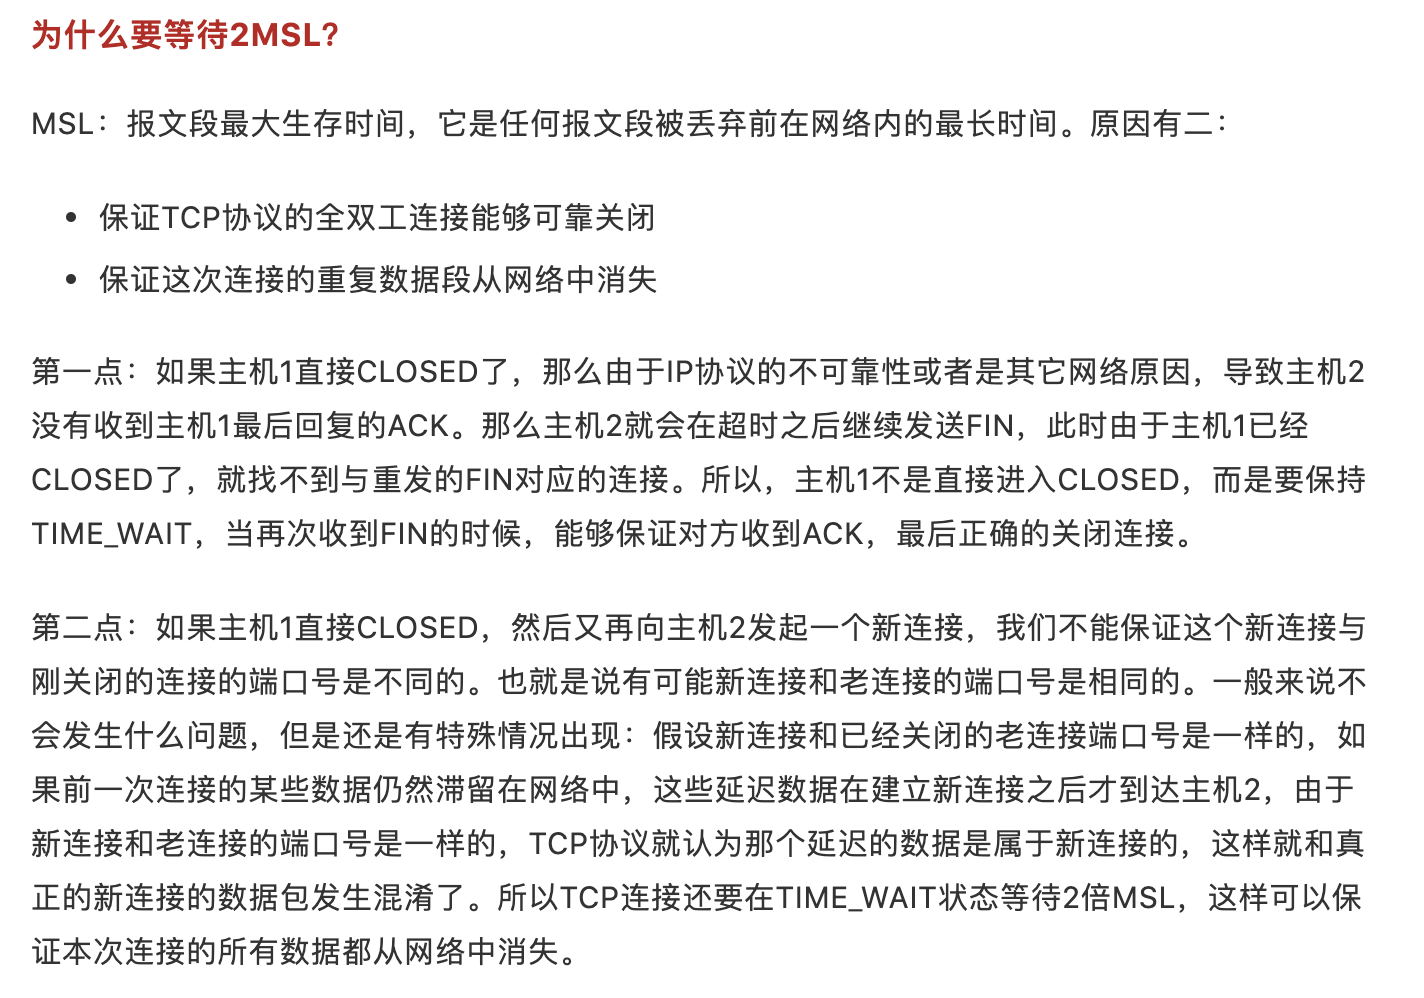 为什么要等待2MSL?
MSL：报文段最大生存时间，它是任何报文段被丢弃前在网络内的最长时间。原因有二：
• 保证TCP协议的全双工连接能够可靠关闭
• 保证这次连接的重复数据段从网络中消失
第一点：如果主机1直接CLOSED了，那么由于IP协议的不可靠性或者是其它网络原因，导致主机2
没有收到主机1最后回复的ACK。那么主机2就会在超时之后继续发送FIN，此时由于主机1已经
CLOSED了，就找不到与重发的FIN对应的连接。所以，主机1不是直接进入CLOSED，而是要保持
TIME_WAIT，当再次收到FIN的时候，能够保证对方收到ACK，最后正确的关闭连接。
第二点：如果主机1直接CLOSED，然后又再向主机2发起一个新连接，我们不能保证这个新连接与
刚关闭的连接的端口号是不同的。也就是说有可能新连接和老连接的端口号是相同的。一般来说不
会发生什么问题，但是还是有特殊情况出现：假设新连接和已经关闭的老连接端口号是一样的，如
果前一次连接的某些数据仍然滞留在网络中，这些延迟数据在建立新连接之后才到达主机2，由于
新连接和老连接的端口号是一样的，TCP协议就认为那个延迟的数据是属于新连接的，这样就和真
正的新连接的数据包发生混淆了。所以TCP连接还要在TIME_WAIT状态等待2倍MSL，这样可以保
证本次连接的所有数据都从网络中消失。